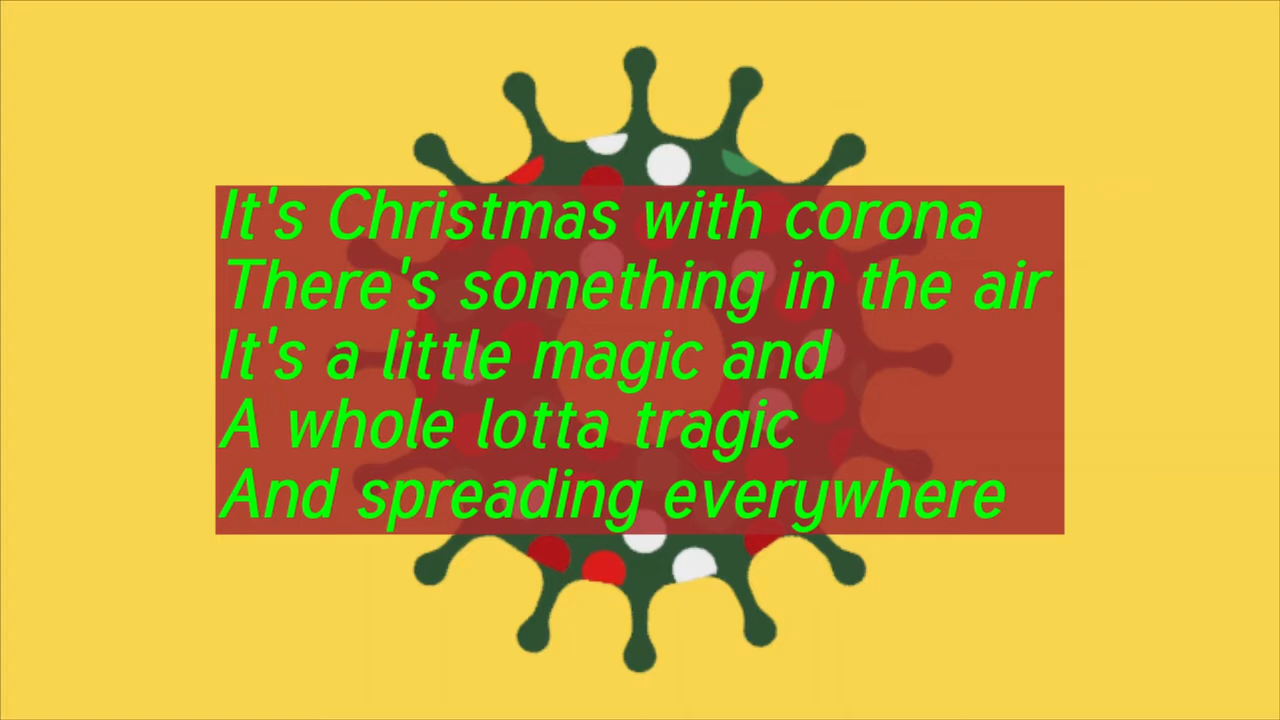 It's Christmas with corona
There's something in the air
It's a little magic and
A whole lotta tragic
And spreading everywhere